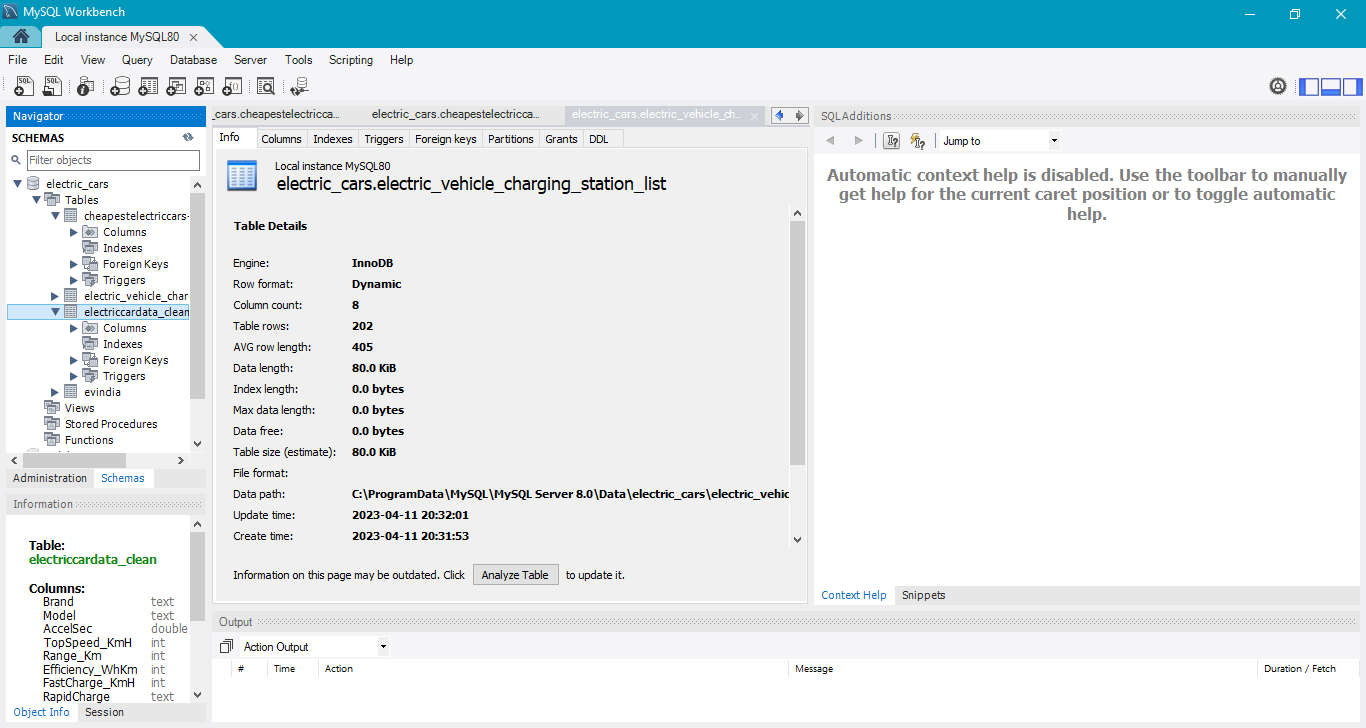 MySQL Workbench
Local instance MySQL80
File Edit View Query Database Server Tools Scripting Help
Navigator
SCHEMAS
Filter objects
electric_cars
Tables
cheapestelectriccars-
Columns
Indexes
Foreign Keys
Triggers
electric_vehicle_char
electriccardata_clean
Columns
Indexes
Foreign Keys
Triggers
evindia
Views
Stored Procedures
Functions
Administration Schemas
Information
Table:
electriccardata_clean
Columns:
Brand text
Model text
AccelSec double
TopSpeed_KmH int
Range_Km int
Efficiency_WhKm int
FastCharge_KmH int
RapidCharge text
Object Info Session
_cars.cheapestelectricca... electric_cars.cheapestelectricca... electric_cars.electric_vehicle_ch...
Info Columns Indexes Triggers Foreign keys Partitions Grants DDL
Local instance MySQL80
electric_cars.electric_vehicle_charging_station_list
Table Details
Engine: InnoDB
Row format: Dynamic
Column count: 8
Table rows: 202
AVG row length: 405
Data length: 80.0 KiB
Index length: 0.0 bytes
Max data length: 0.0 bytes
Data free: 0.0 bytes
Table size (estimate): 80.0 KiB
File format:
Data path: C:\ProgramData\MySQL\MySQL Server 8.0\Data\electric_cars\electric_vehic
Update time: 2023-04-11 20:32:01
Create time: 2023-04-11 20:31:53
Information on this page may be outdated. Click Analyze Table to update it.
SQLAdditions
Jump to
Automatic context help is disabled. Use the toolbar to manually
get help for the current caret position or to toggle automatic
help.
Context Help Snippets
Output
Action Output
# Time Action Message Duration / Fetch